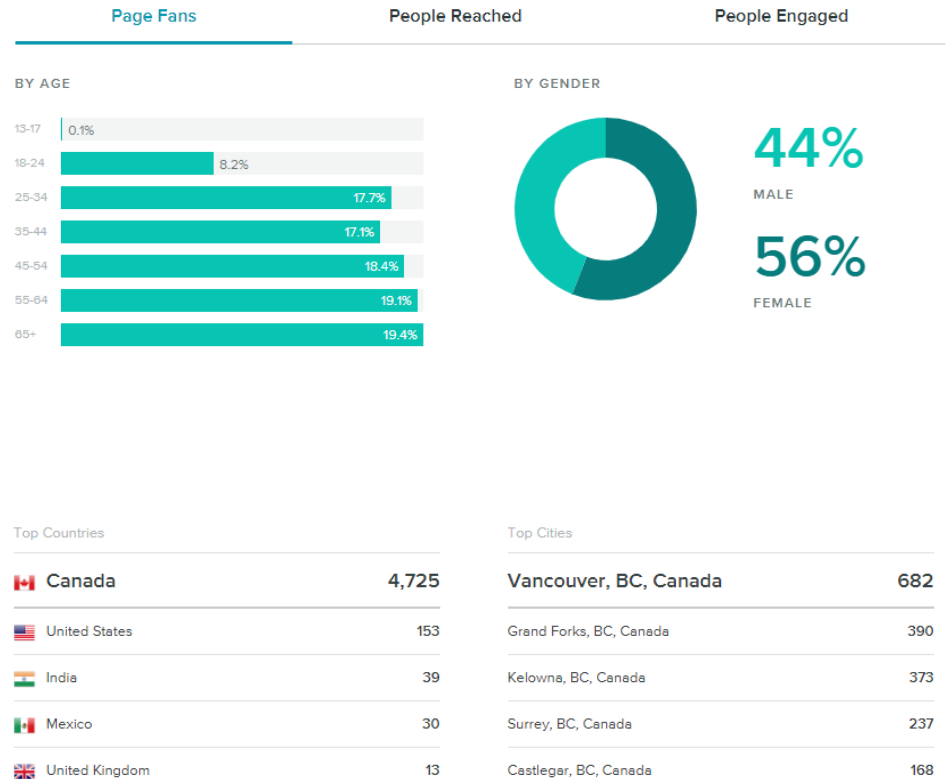 Page Fans People Reached People Engaged
BY AGE
13-17 0.1%
18-24 8.2%
25-34 17.7%
35-44 17.1%
45-54 18.4%
55-64 19.1%
65+ 19.4%
BY GENDER
44%
MALE
56%
FEMALE
Top Countries
Canada 4,725
United States 153
India 39
Mexico 30
United Kingdom 13
Top Cities
Vancouver, BC, Canada 682
Grand Forks, BC, Canada 390
Kelowna, BC, Canada 373
Surrey, BC, Canada 237
Castlegar, BC, Canada 168